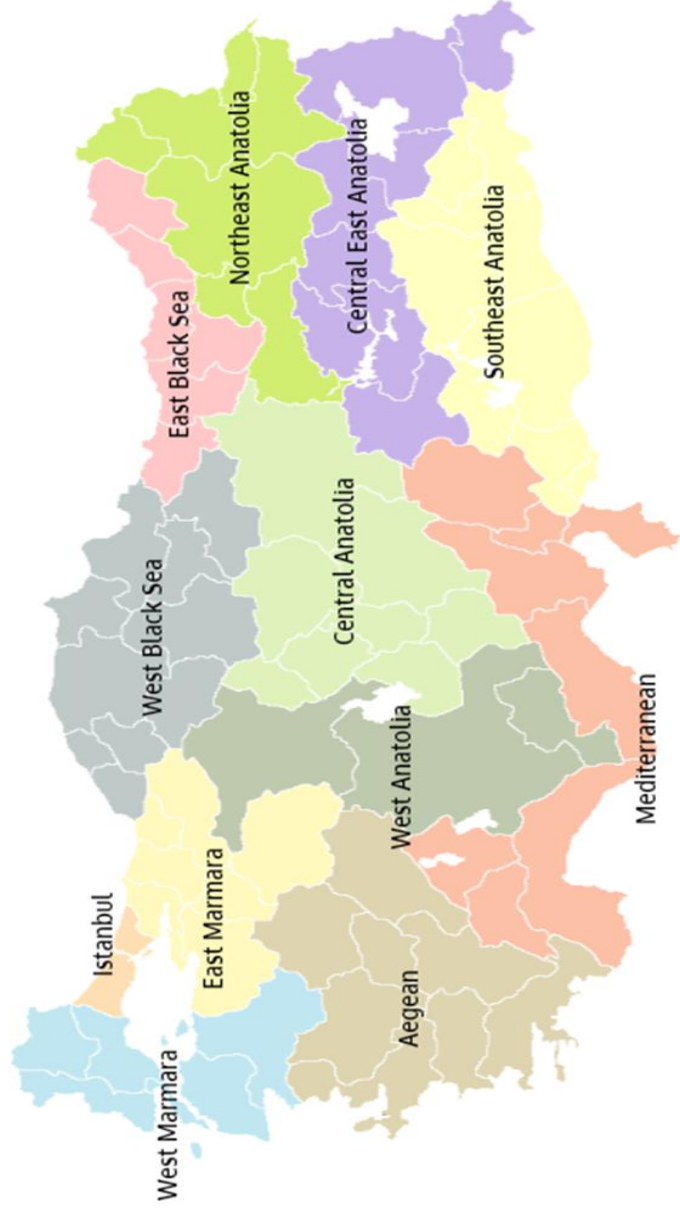 Istanbul
West Marmara
East Marmara
West Black Sea
East Black Sea
Northeast Anatolia
Central East Anatolia
Central Anatolia
West Anatolia
Southeast Anatolia
Aegean
Mediterranean